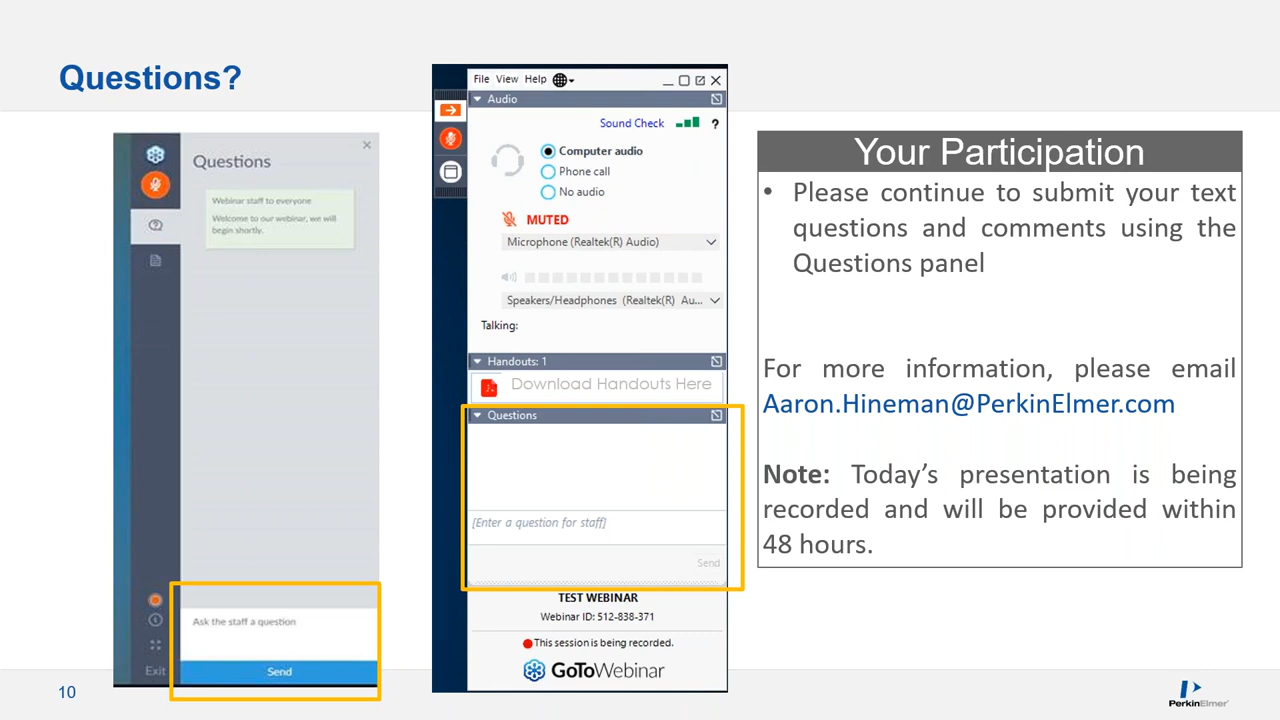 Questions?
Questions
Webinar staff to everyone
Welcome to our webinar, we will
begin shortly.
Ask the staff a question
Send
Exit
File View Help
Audio
Sound Check
?
Computer audio
Phone call
No audio
MUTED
Microphone (Realtek(R) Audio)
Speakers/Headphones (Realtek(R) Au...
Talking:
Handouts: 1
Download Handouts Here
Questions
[Enter a question for staff]
Send
TEST WEBINAR
Webinar ID: 512-838-371
This session is being recorded.
GoToWebinar
Your Participation
• Please continue to submit your text
questions and comments using the
Questions panel
For more information, please email
Aaron.Hineman@PerkinElmer.com
Note: Today’s presentation is being
recorded and will be provided within
48 hours.
10
PerkinElmer